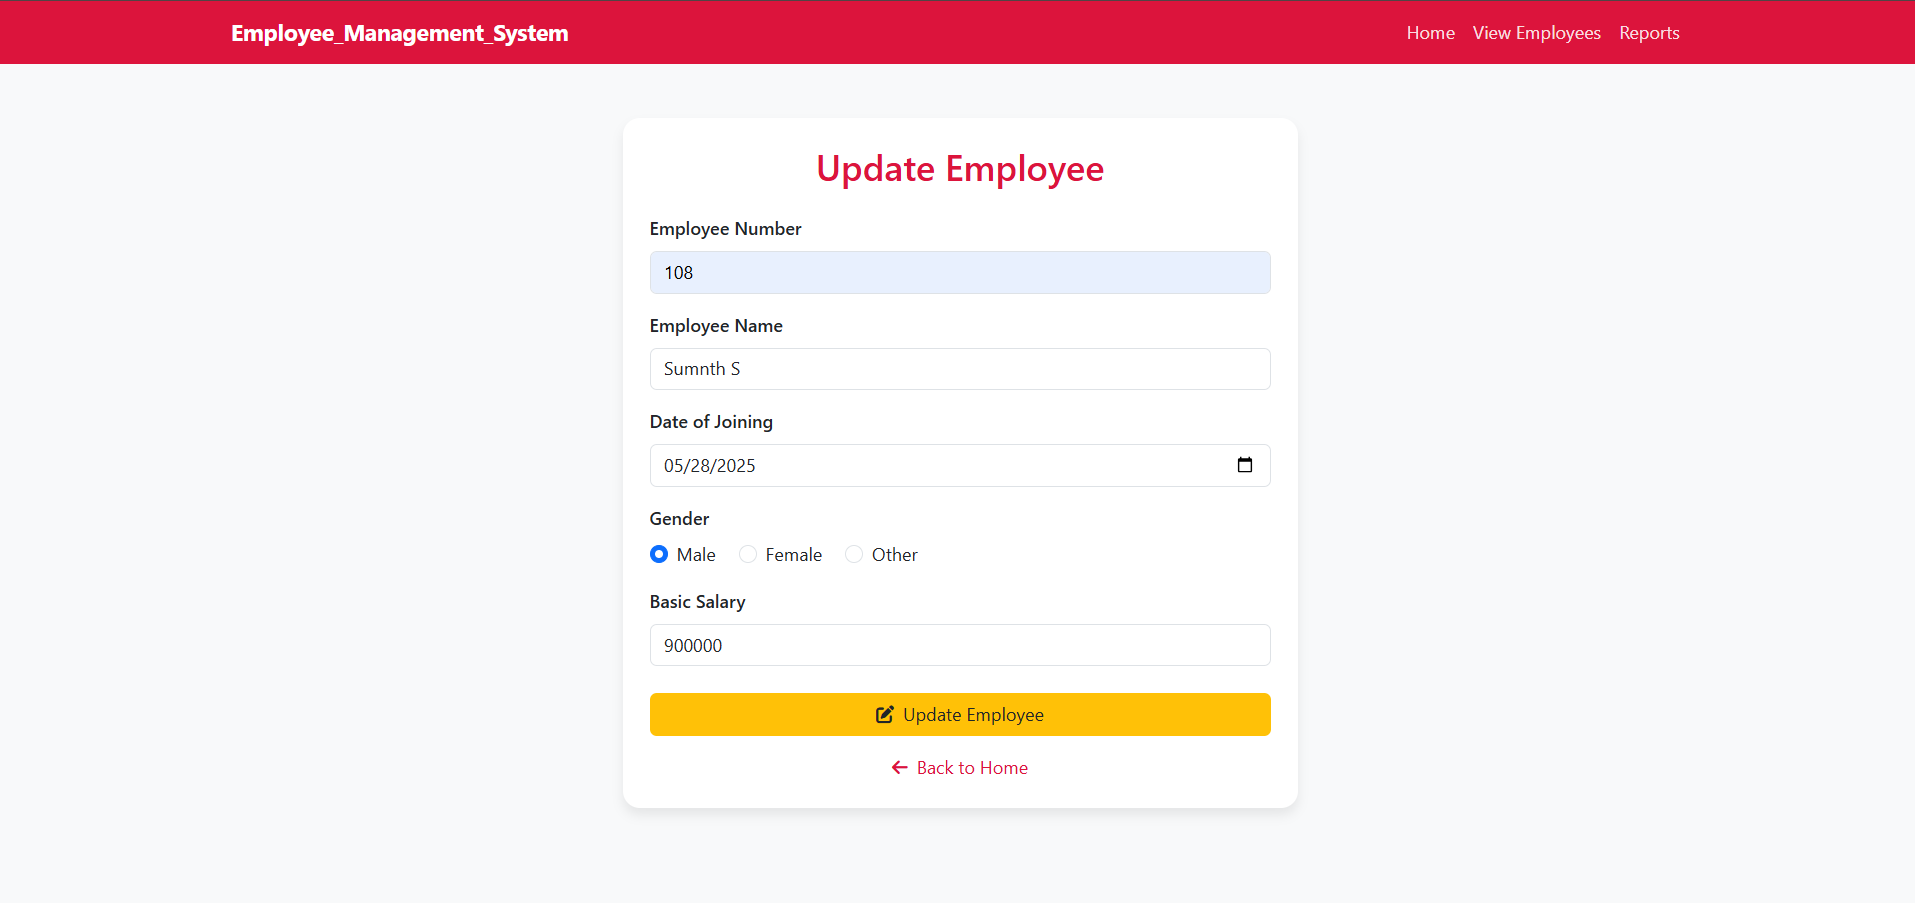 Employee_Management_System
Home View Employees Reports
Update Employee
Employee Number
108
Employee Name
Sumnth S
Date of Joining
05/28/2025
Gender
Male Female Other
Basic Salary
900000
Update Employee
Back to Home